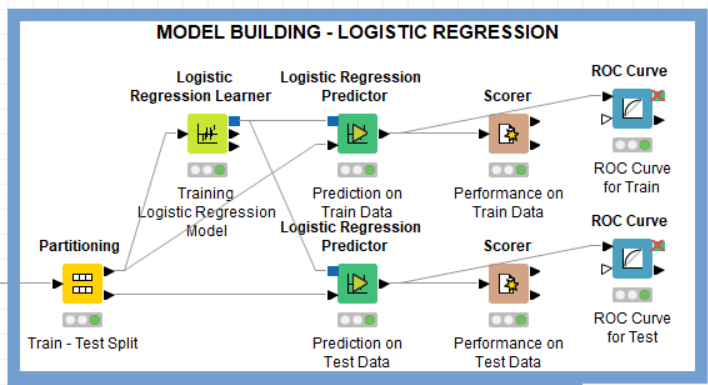 MODEL BUILDING - LOGISTIC REGRESSION
Logistic
Regression Learner
Training
Logistic Regression
Model
Logistic Regression
Predictor
Prediction on
Train Data
Scorer
Performance on
Train Data
ROC Curve
ROC Curve
for Train
Partitioning
Train - Test Split
Logistic Regression
Predictor
Prediction on
Test Data
Scorer
Performance on
Test Data
ROC Curve
ROC Curve
for Test